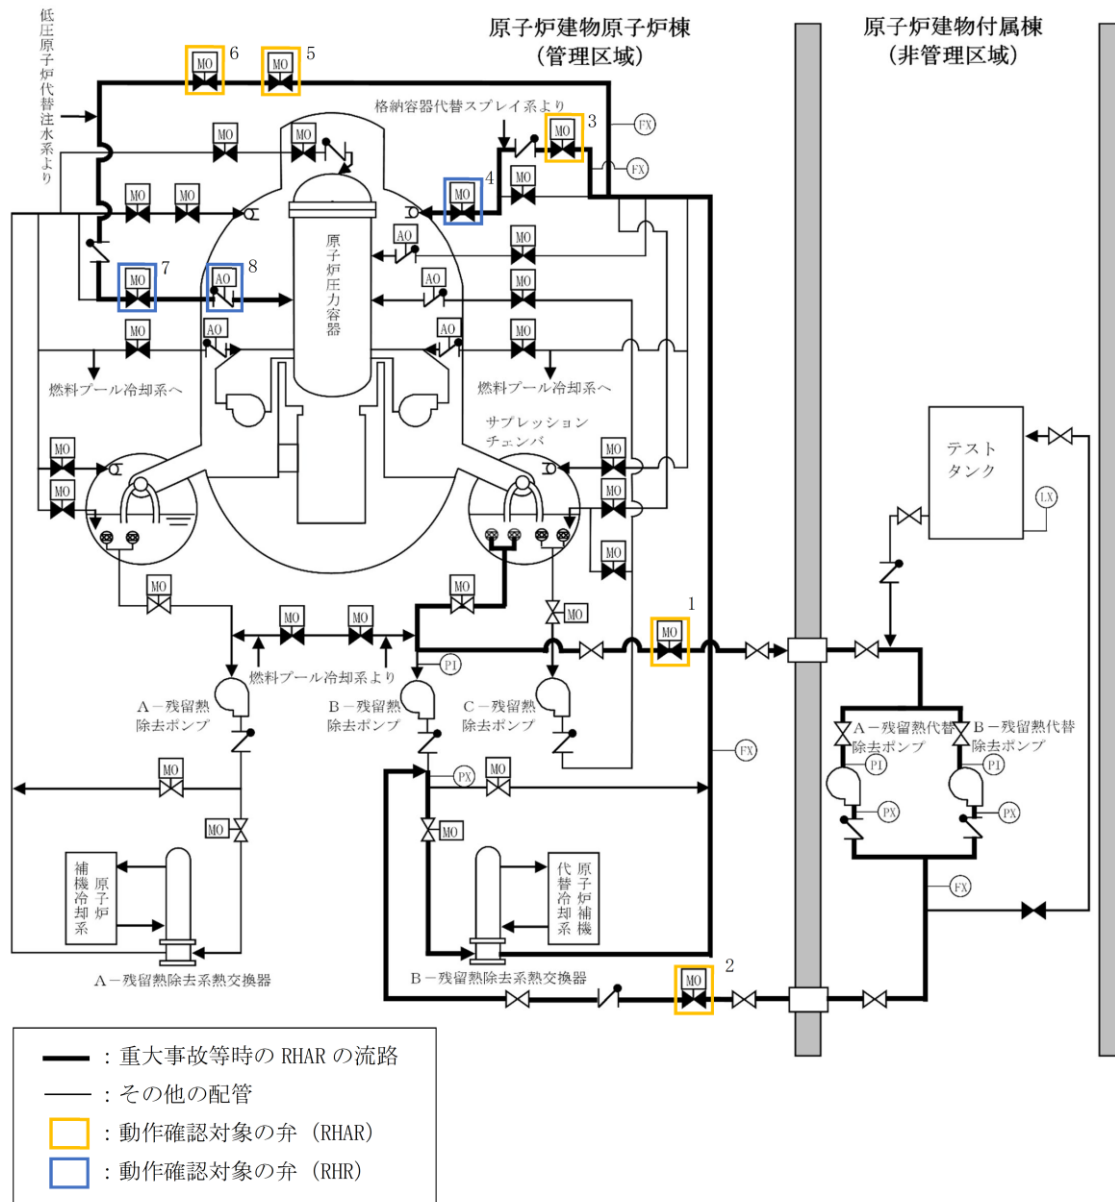 原子炉建物原子炉棟
(管理区域)
原子炉建物付属棟
(非管理区域)
低圧原子炉代替注水系より
MO
6
MO
5
格納容器代替スプレイ系より
MO
3
FX
FX
MO
MO
MO
4
MO
MO
MO
AO
MO
原子炉圧力容器
MO
7
AO
8
AO
MO
MO
AO
AO
MO
燃料プール冷却系へ
燃料プール冷却系へ
サプレッション
チェンバ
テスト
タンク
LX
MO
MO
MO
MO
MO
MO
MO
MO
MO
MO
MO
1
燃料プール冷却系より
PI
A－残留熱
除去ポンプ
B－残留熱
除去ポンプ
C－残留熱
除去ポンプ
A－残留熱代替
除去ポンプ
B－残留熱代替
除去ポンプ
PI
PI
PX
PX
FX
PX
MO
MO
MO
MO
FX
原子炉
補機冷却系
原子炉補機
代替冷却系
A－残留熱除去系熱交換器
B－残留熱除去系熱交換器
MO
2
：重大事故等時の RHAR の流路
：その他の配管
：動作確認対象の弁 (RHAR)
：動作確認対象の弁 (RHR)